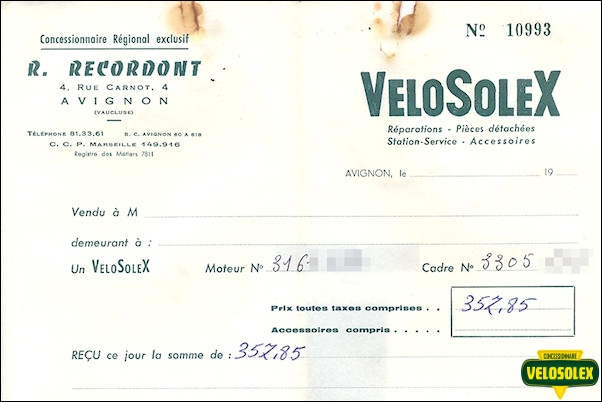 Concessionnaire Régional exclusif
R. RECORDONT
4, RUE CARNOT, 4
AVIGNON
(VAUCLUSE)
TÉLÉPHONE 81.33.61 R. C. AVIGNON 60 A 818
C. C. P. MARSEILLE 149.916
Registre des Métiers 7811
Nº 10993
VELOSOLEX
Réparations - Pièces détachées
Station-Service - Accessoires
AVIGNON, le 19
Vendu à M
demeurant à :
Un VELOSOLEX Moteur Nº 316 Cadre Nº 3305
Prix toutes taxes comprises . . 352,85
Accessoires compris . . . . .
REÇU ce jour la somme de : 352,85
CONCESSIONNAIRE
VELOSOLEX